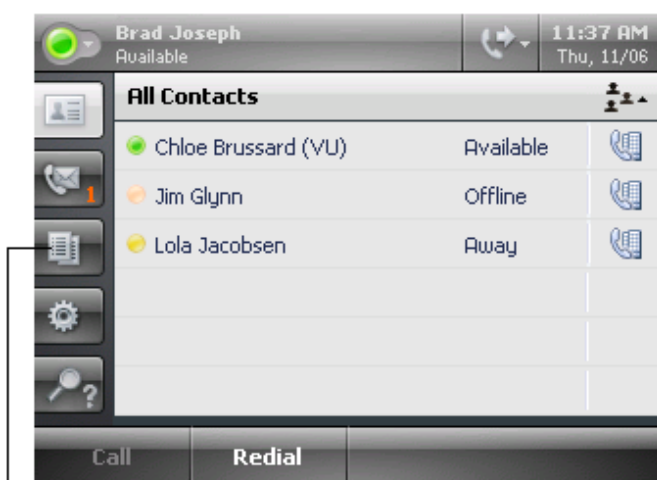 Brad Joseph
Available
11:37 AM
Thu, 11/06
All Contacts
Chloe Brussard (VU) Available
Jim Glynn Offline
1
Lola Jacobsen Away
?
Call Redial